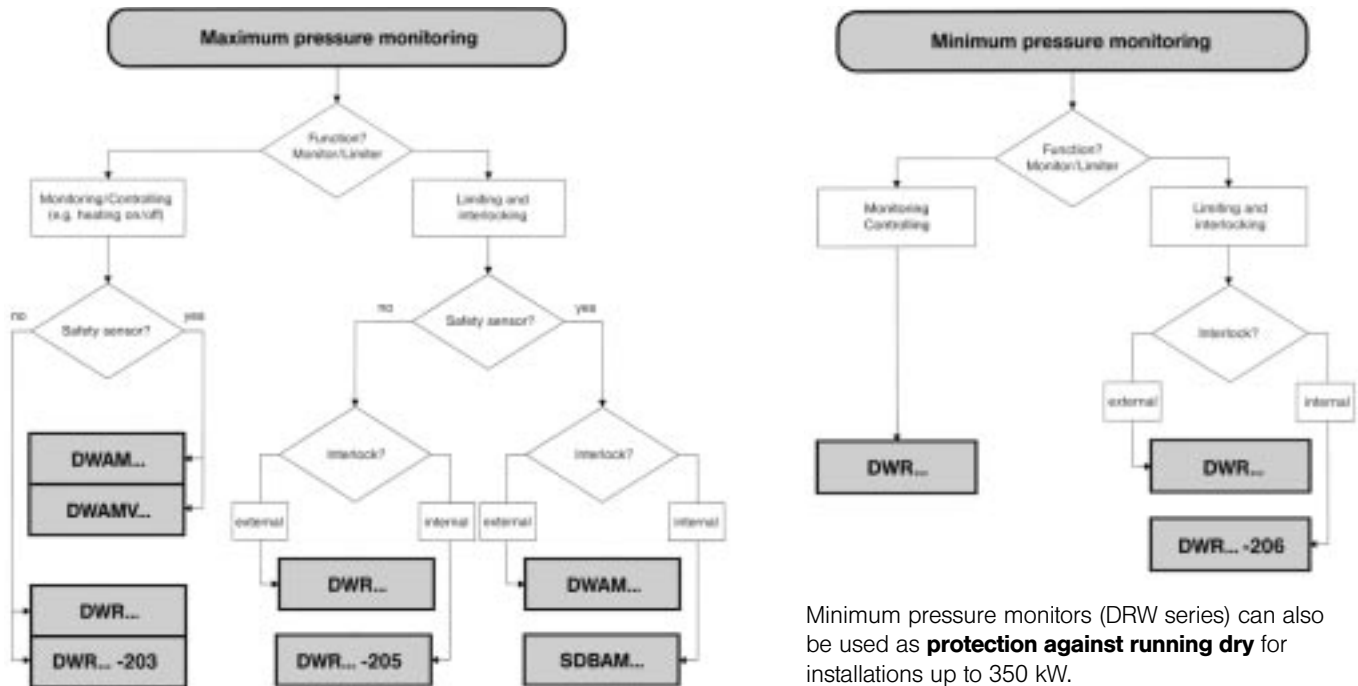 Maximum pressure monitoring
Function?
Monitor/Limiter
Monitoring/Controlling
(e.g. heating on/off)
Limiting and
interlocking
no
Safety sensor?
yes
no
Safety sensor?
yes
DWAM...
DWAMV...
DWR...
DWR... -203
Interlock?
external
internal
DWR...
DWR... -205
Interlock?
external
internal
DWAM...
SDBAM...
Minimum pressure monitoring
Function?
Monitor/Limiter
Monitoring
Controlling
Limiting and
interlocking
Interlock?
external
internal
DWR...
DWR...
DWR... -206
Minimum pressure monitors (DRW series) can also
be used as protection against running dry for
installations up to 350 kW.